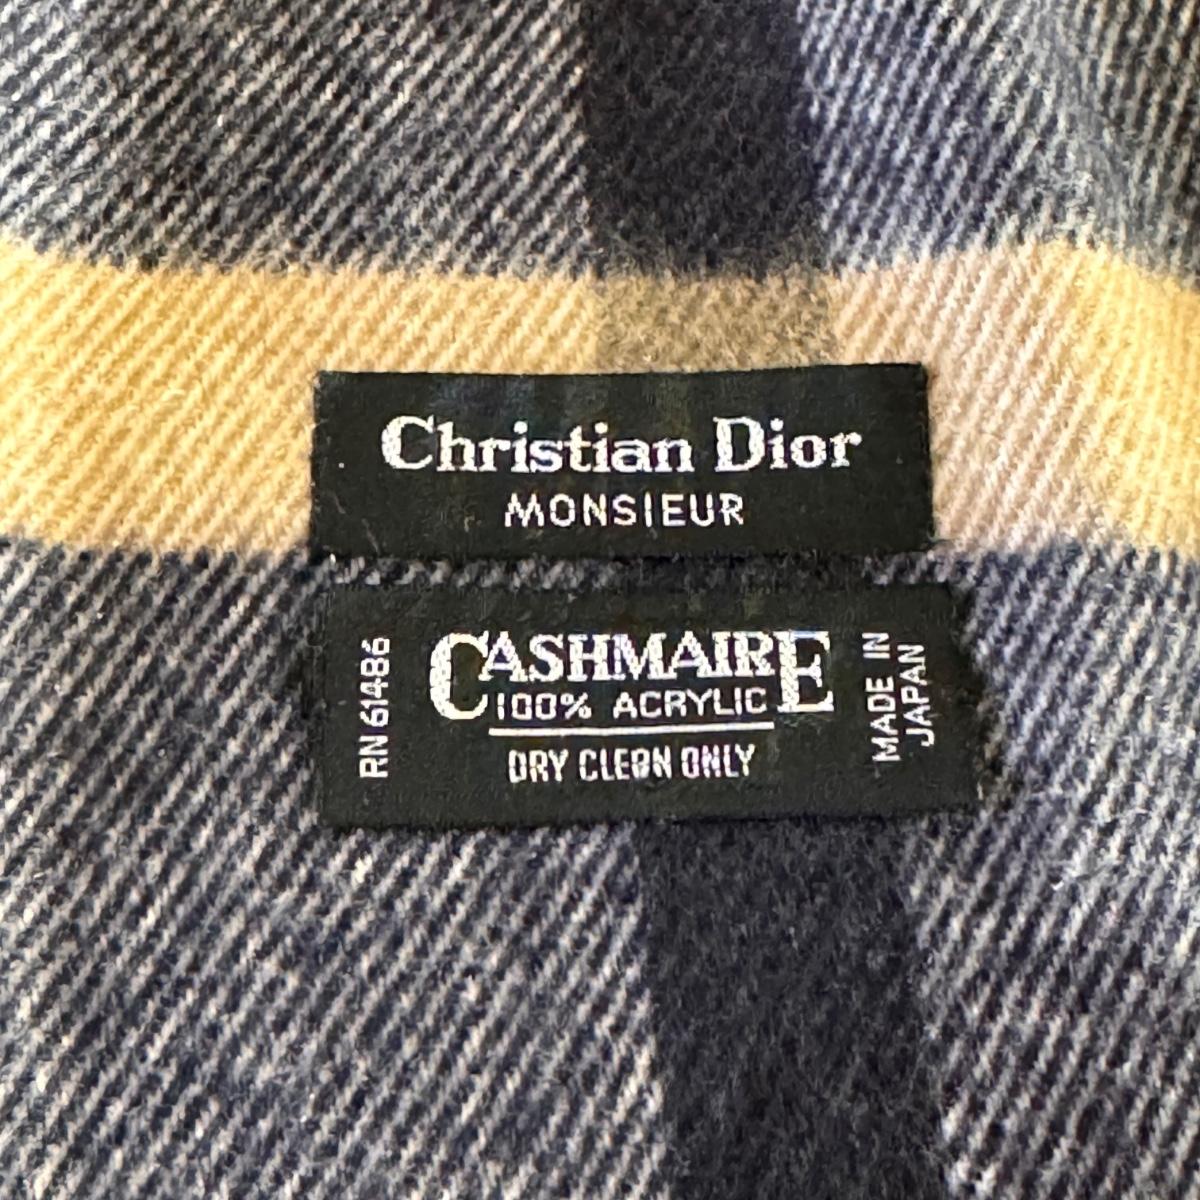 Christian Dior
MONSIEUR
RN 61486
CASHMAIRE
100% ACRYLIC
DRY CLEAN ONLY
MADE IN
JAPAN